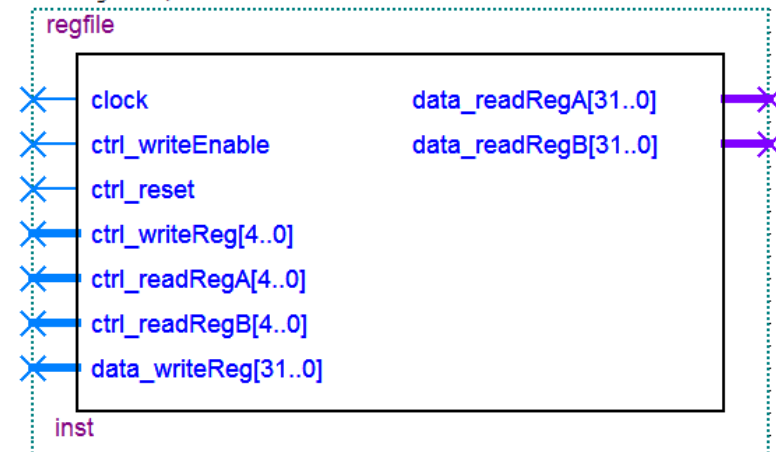 regfile
clock data_readRegA[31..0]
ctrl_writeEnable data_readRegB[31..0]
ctrl_reset
ctrl_writeReg[4..0]
ctrl_readRegA[4..0]
ctrl_readRegB[4..0]
data_writeReg[31..0]
inst